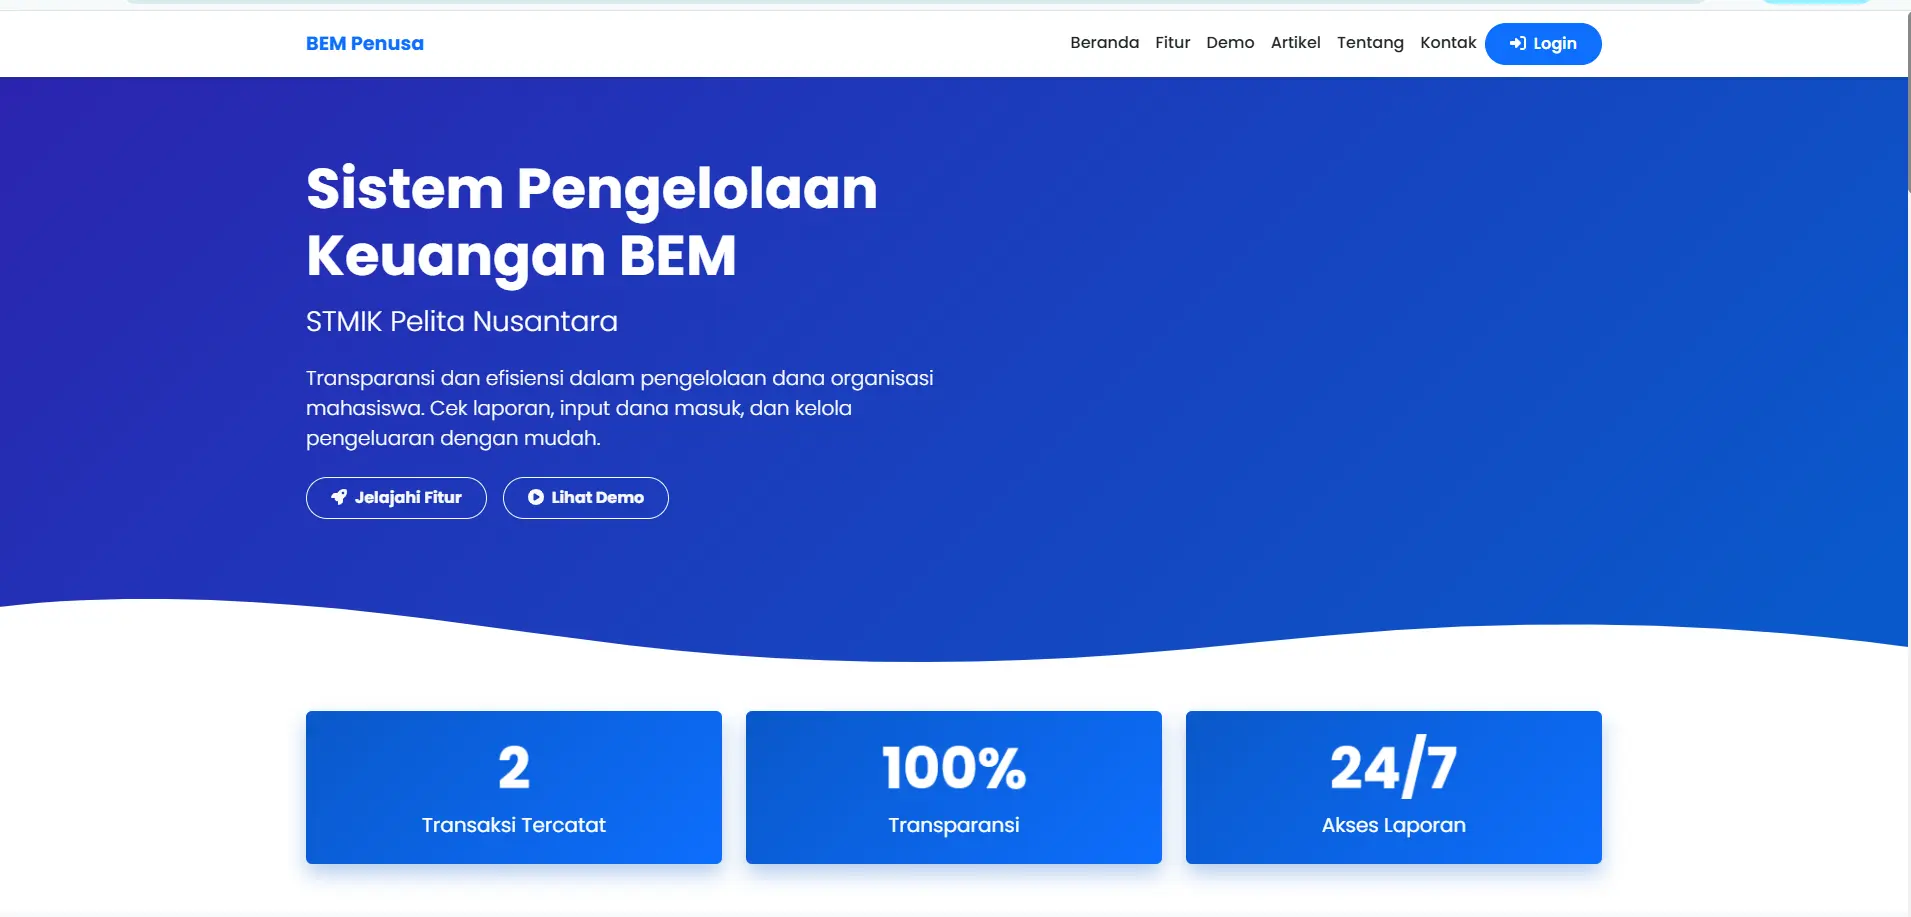 BEM Penusa
Beranda Fitur Demo Artikel Tentang Kontak Login
Sistem Pengelolaan
Keuangan BEM
STMIK Pelita Nusantara
Transparansi dan efisiensi dalam pengelolaan dana organisasi
mahasiswa. Cek laporan, input dana masuk, dan kelola
pengeluaran dengan mudah.
Jelajahi Fitur Lihat Demo
2
Transaksi Tercatat
100%
Transparansi
24/7
Akses Laporan